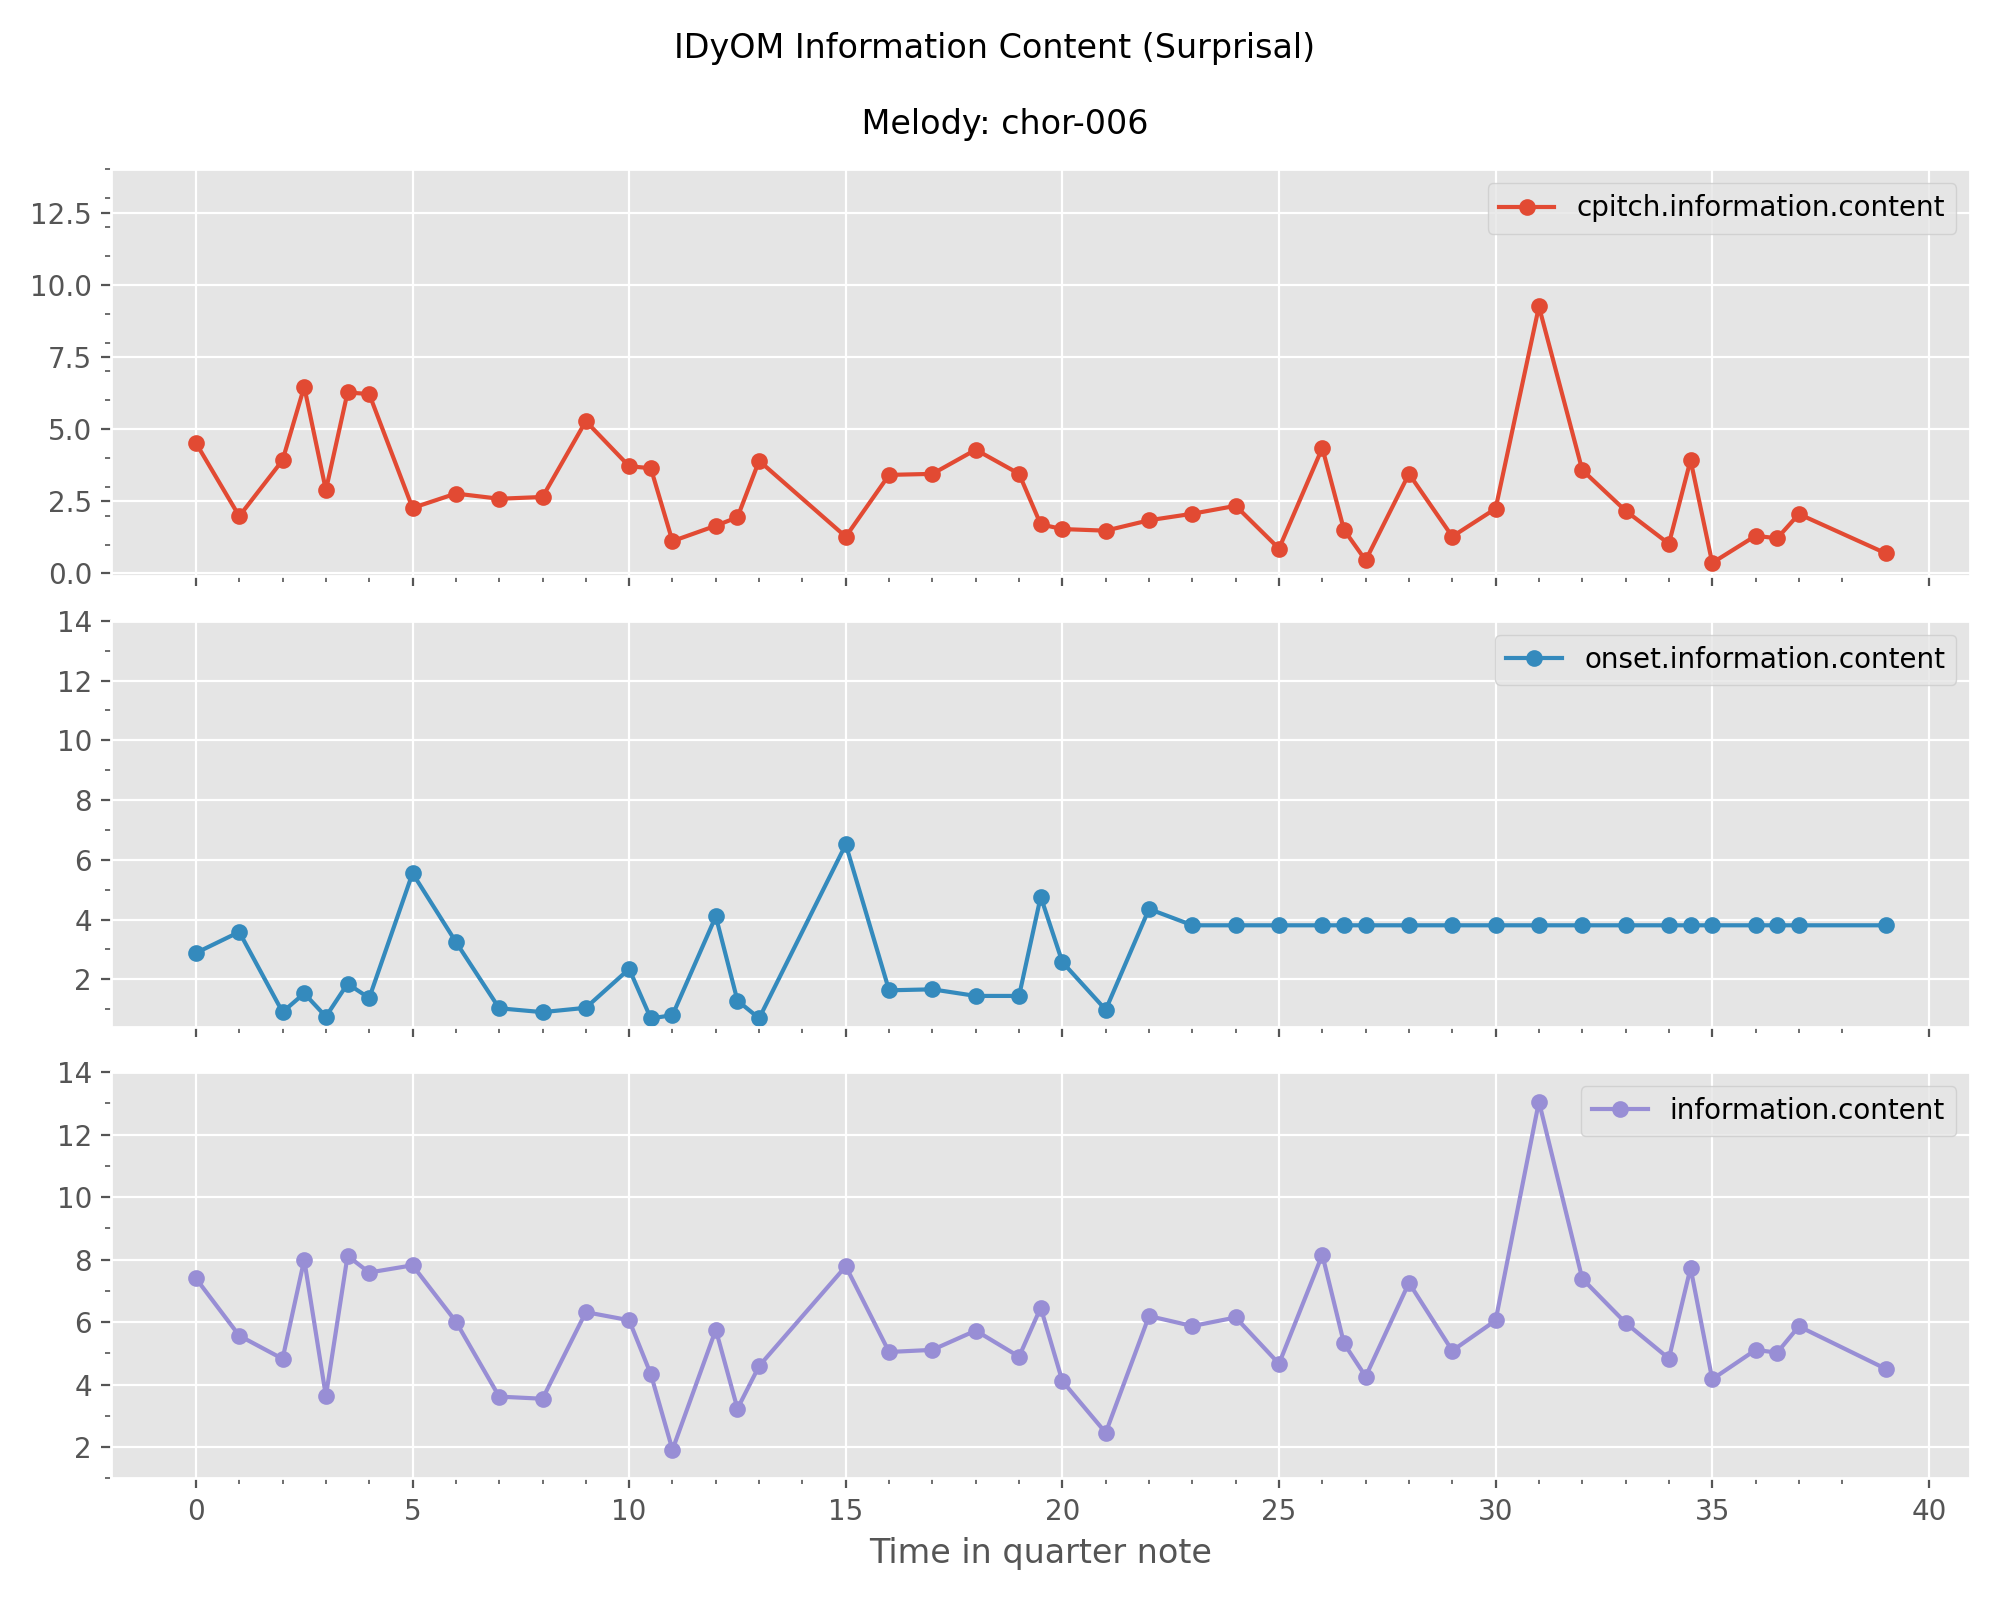 IDyOM Information Content (Surprisal)
Melody: chor-006
cpitch.information.content
12.5
10.0
7.5
5.0
2.5
0.0
onset.information.content
14
12
10
8
6
4
2
information.content
14
12
10
8
6
4
2
0 5 10 15 20 25 30 35 40
Time in quarter note